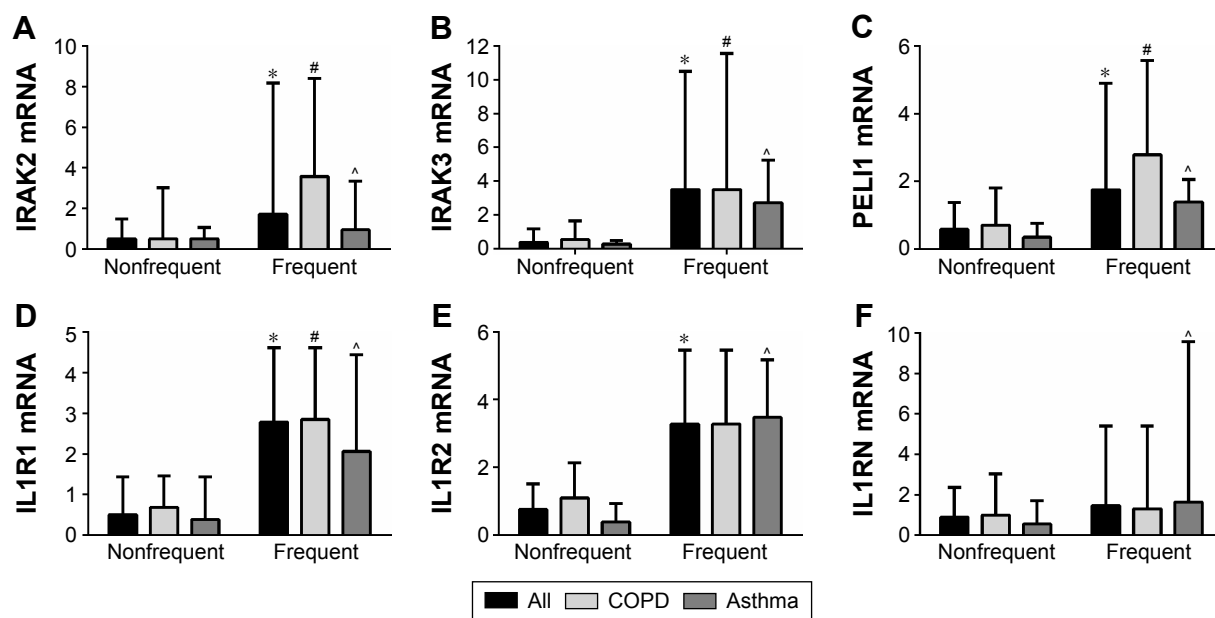 A
IRAK2 mRNA
10
8
6
4
2
0
*
#
^
Nonfrequent
Frequent
B
IRAK3 mRNA
12
10
8
6
4
2
0
*
#
^
Nonfrequent
Frequent
C
PELI1 mRNA
6
4
2
0
*
#
^
Nonfrequent
Frequent
D
IL1R1 mRNA
5
4
3
2
1
0
*
#
^
Nonfrequent
Frequent
E
IL1R2 mRNA
6
4
2
0
*
^
Nonfrequent
Frequent
F
IL1RN mRNA
10
8
6
4
2
0
^
Nonfrequent
Frequent
All COPD Asthma